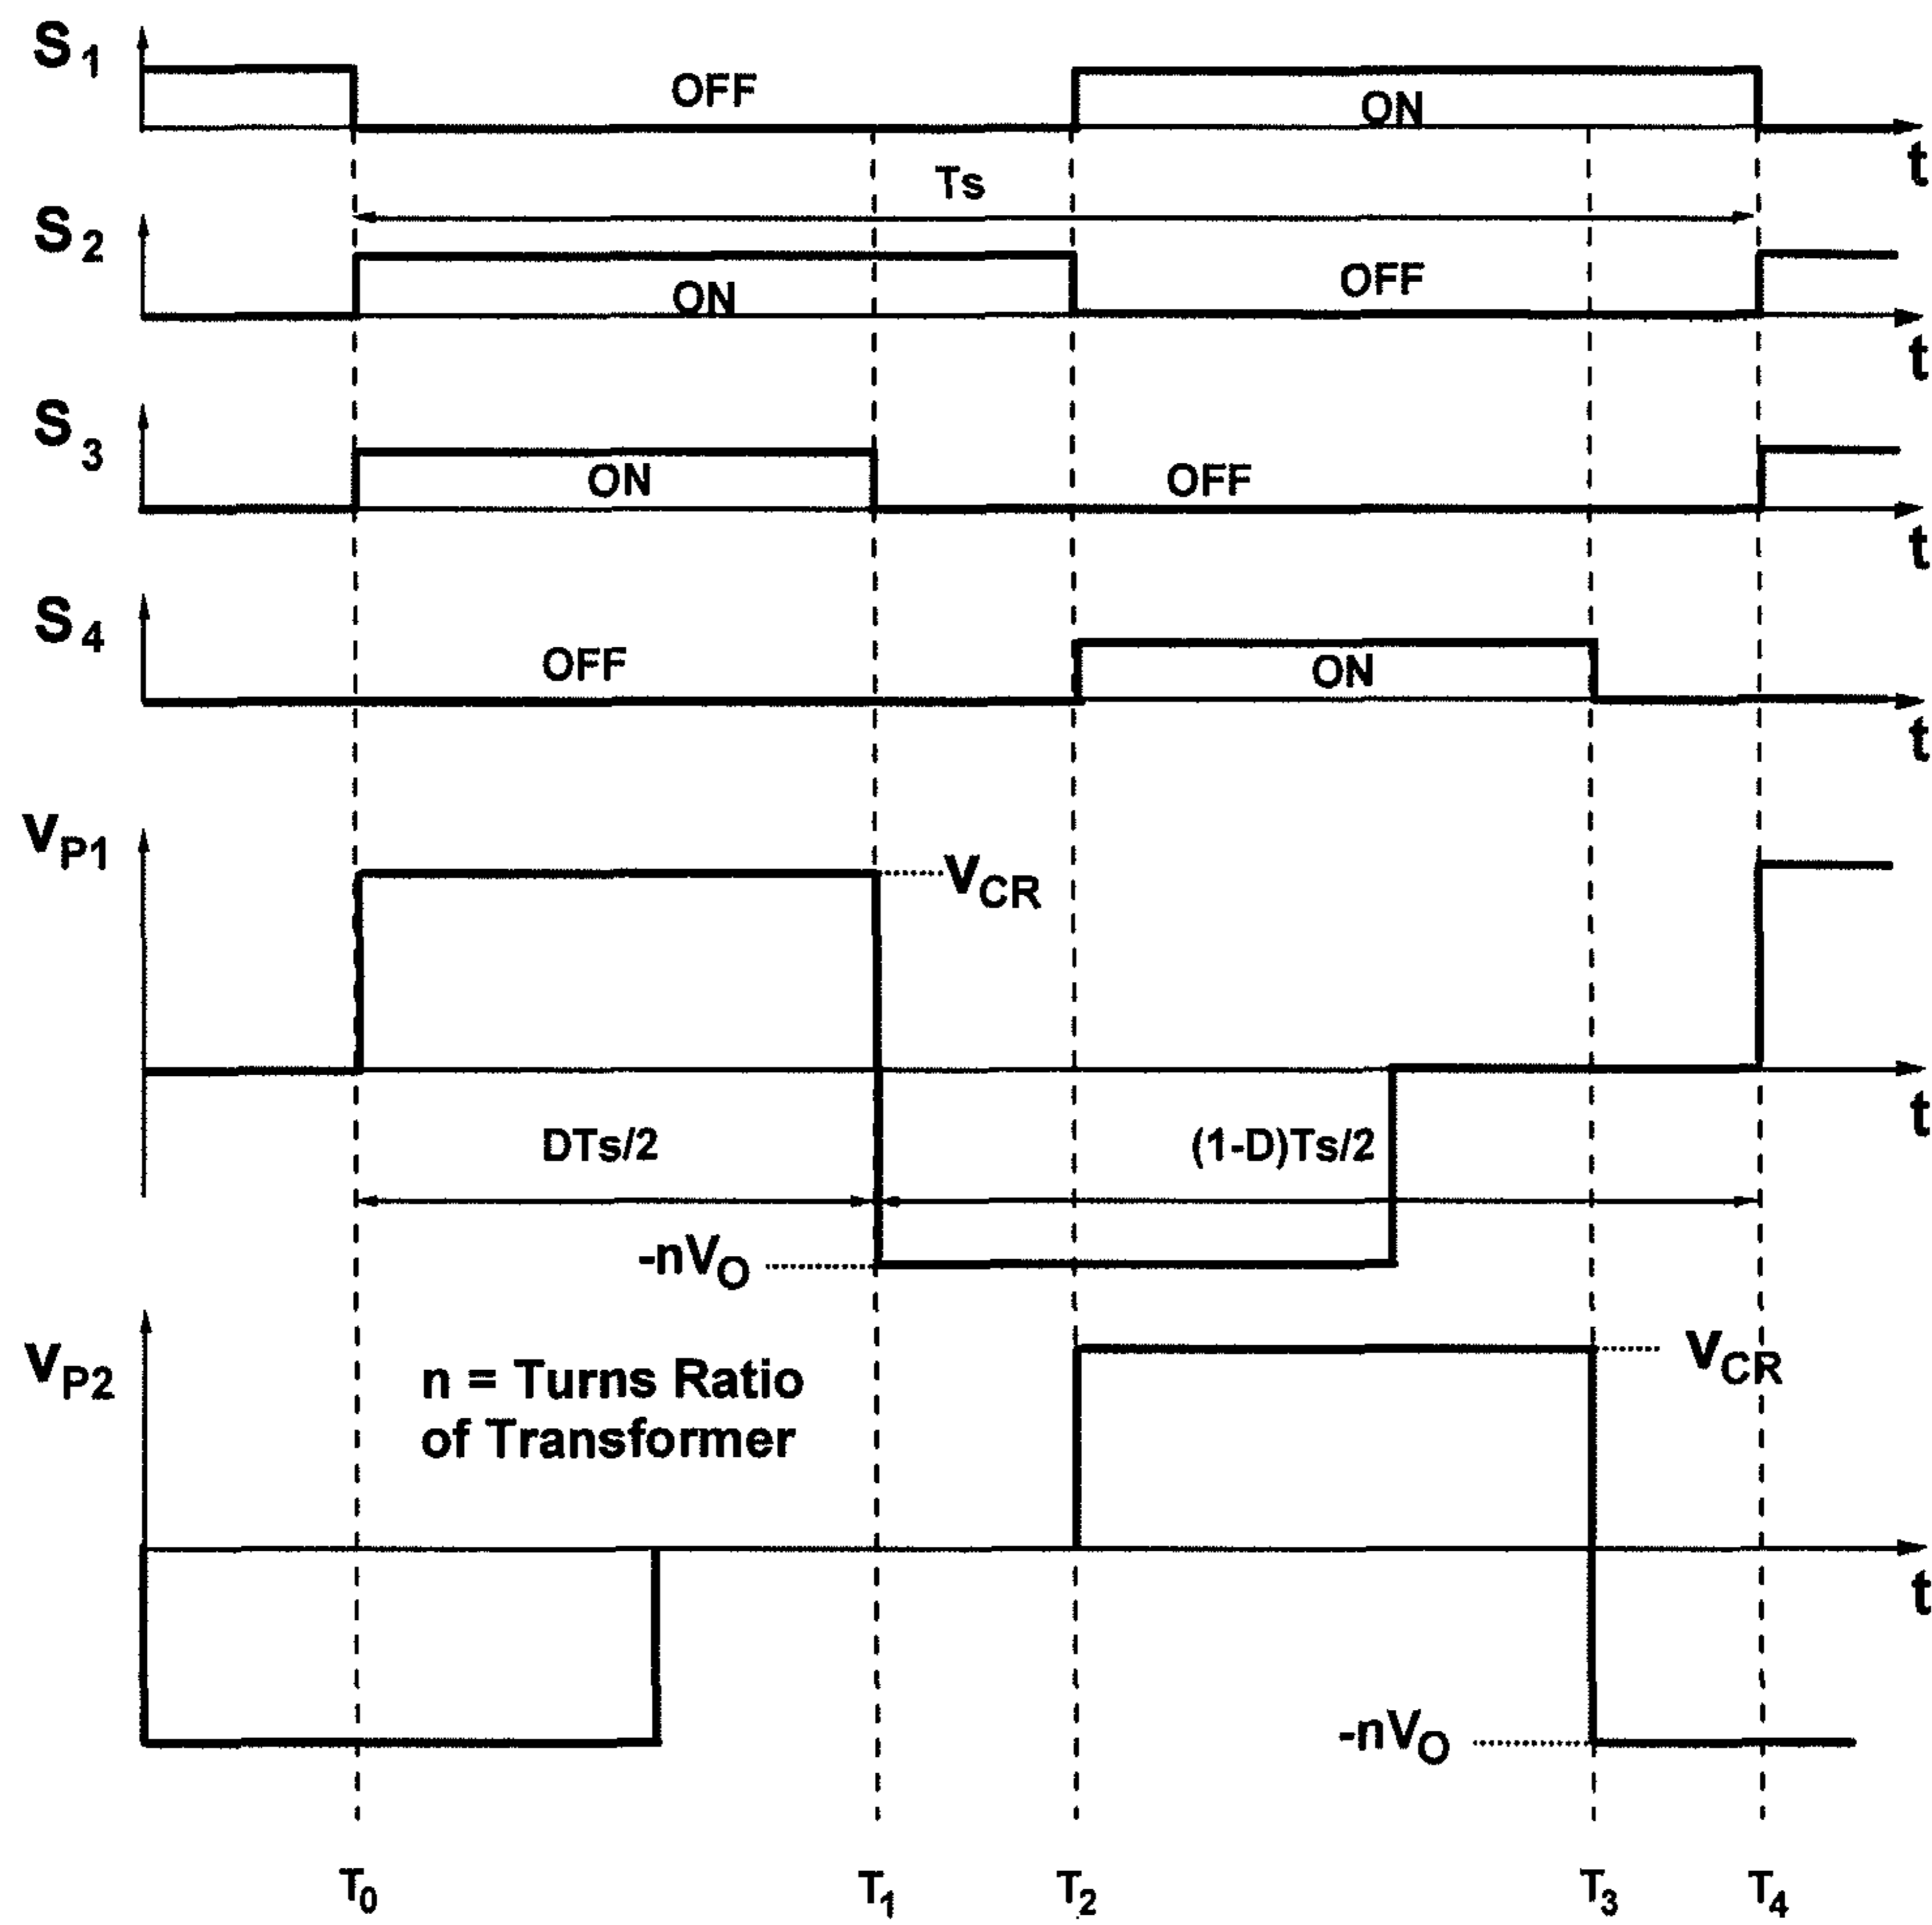 S1
OFF
ON
t
Ts
S2
ON
OFF
t
S3
ON
OFF
t
S4
OFF
ON
t
VP1
VCR
t
DTs/2
(1-D)Ts/2
-nVO
VP2
n = Turns Ratio
of Transformer
VCR
t
-nVO
T0 T1 T2 T3 T4